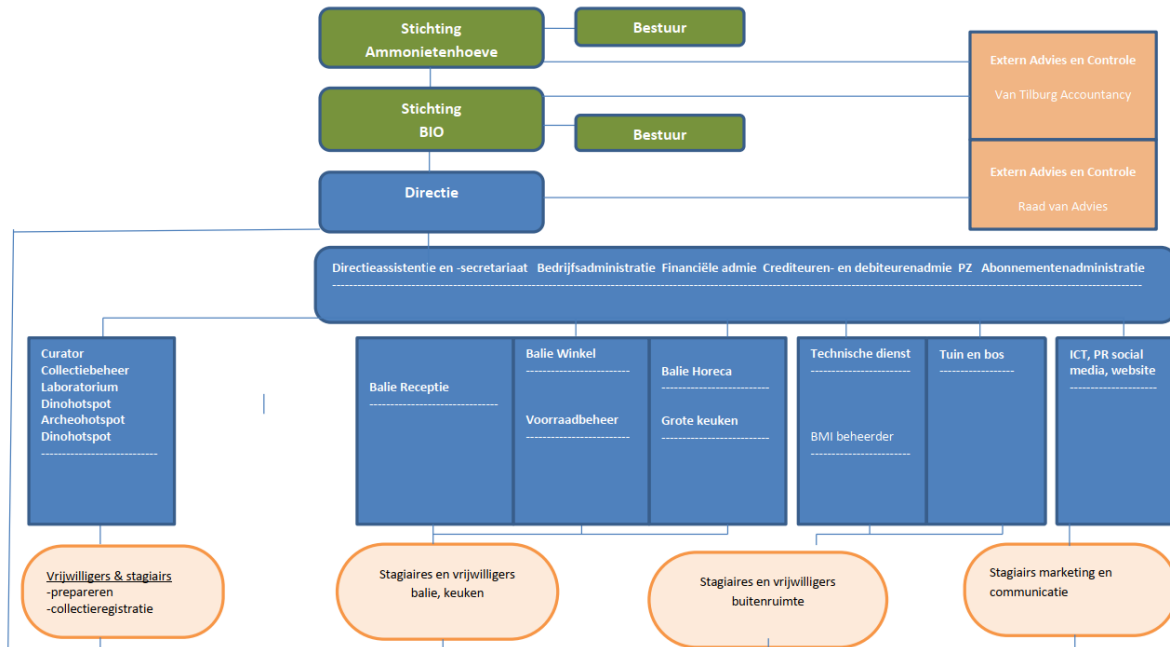 Stichting
Ammonietenhoeve
Bestuur
Extern Advies en Controle
Van Tilburg Accountancy
Stichting
BIO
Bestuur
Extern Advies en Controle
Raad van Advies
Directie
Directieassistentie en -secretariaat Bedrijfsadministratie Financiële admie Crediteuren- en debiteurenadmie PZ Abonnementenadministratie
Curator
Collectiebeheer
Laboratorium
Dinohotspot
Archeohotspot
Dinohotspot
Balie Receptie
Balie Winkel
Voorraadbeheer
Balie Horeca
Grote keuken
Technische dienst
BMI beheerder
Tuin en bos
ICT, PR social
media, website
Vrijwilligers & stagiairs
-prepareren
-collectieregistratie
Stagiaires en vrijwilligers
balie, keuken
Stagiaires en vrijwilligers
buitenruimte
Stagiairs marketing en
communicatie